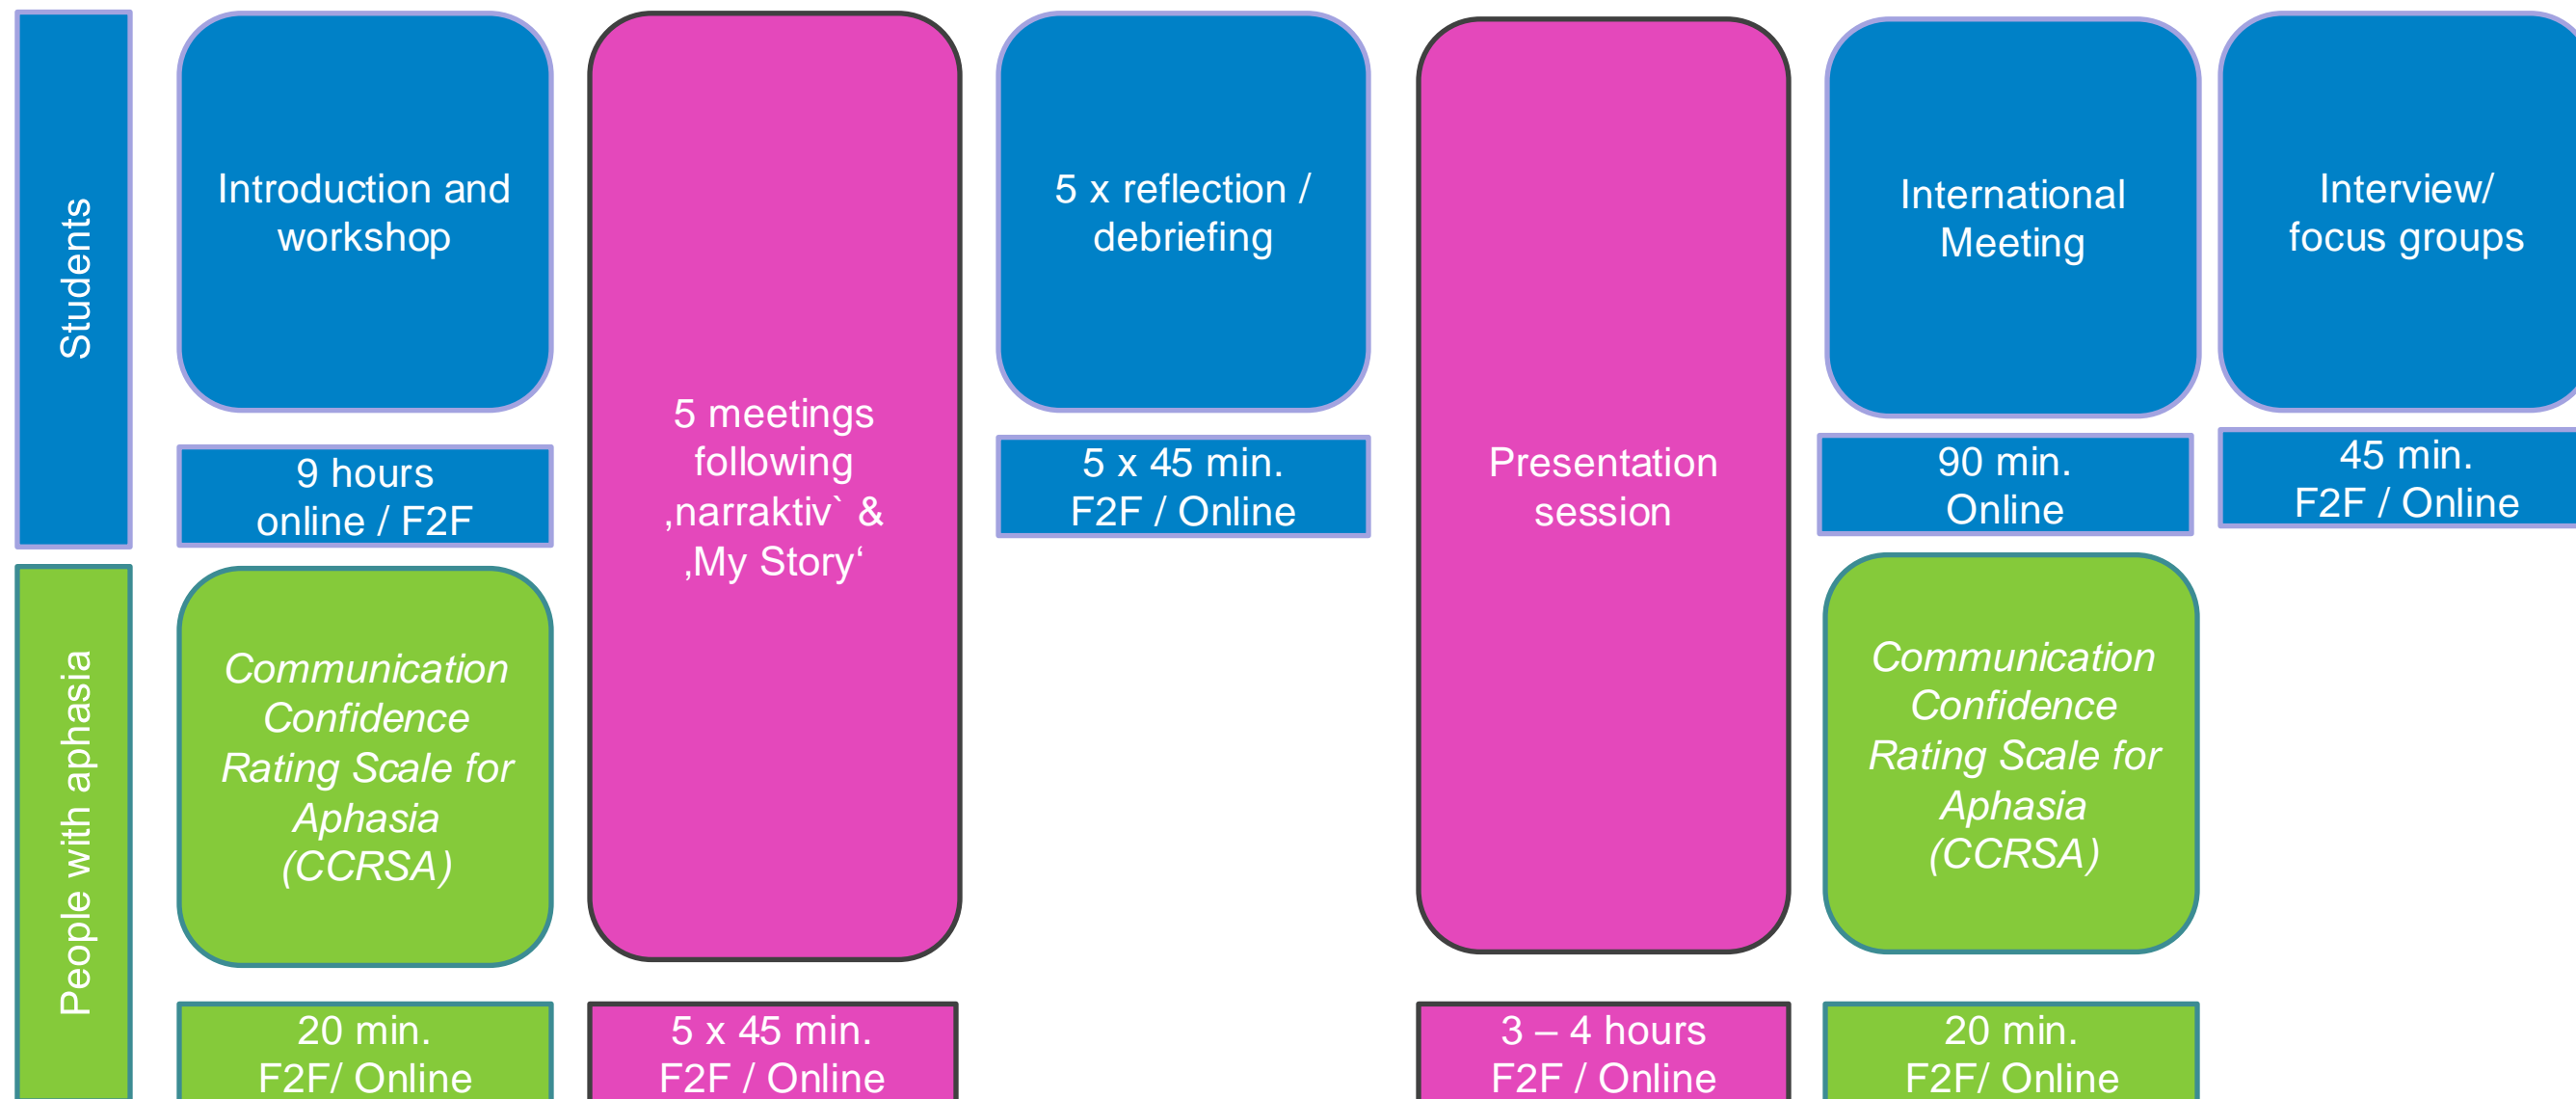 Students
Introduction and
workshop
9 hours
online / F2F
5 meetings
following
‚narraktiv` &
‚My Story‘
5 x reflection /
debriefing
5 x 45 min.
F2F / Online
Presentation
session
International
Meeting
90 min.
Online
Interview/
focus groups
45 min.
F2F / Online
People with aphasia
Communication
Confidence
Rating Scale for
Aphasia
(CCRSA)
20 min.
F2F/ Online
5 x 45 min.
F2F / Online
3 – 4 hours
F2F / Online
Communication
Confidence
Rating Scale for
Aphasia
(CCRSA)
20 min.
F2F/ Online